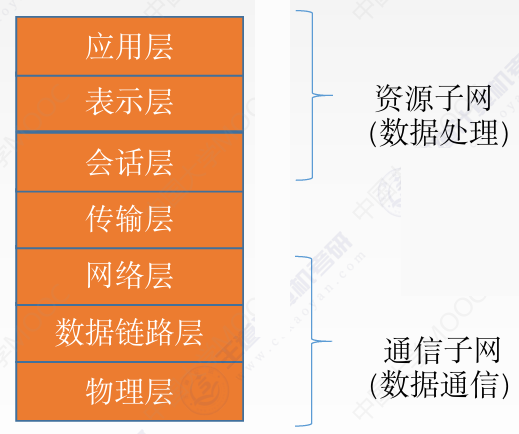 应用层
表示层
会话层
传输层
网络层
数据链路层
物理层
资源子网
(数据处理)
通信子网
(数据通信)